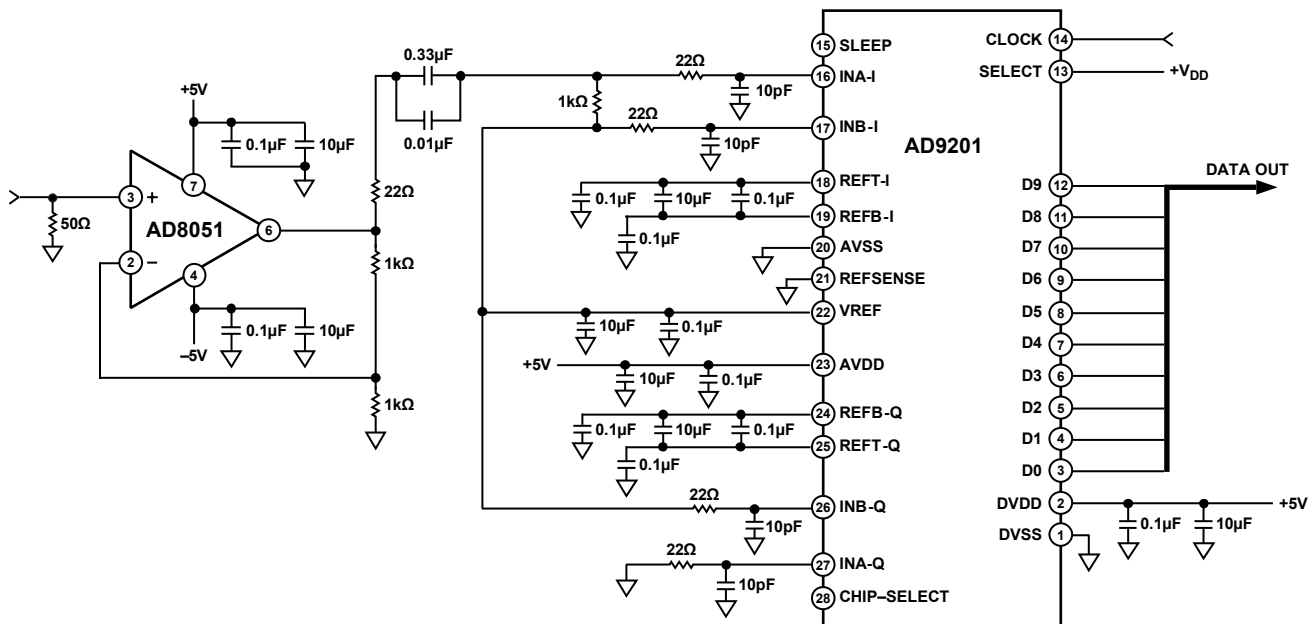 +5V
0.1µF
10µF
3
+
7
AD8051
6
50Ω
2
–
4
0.1µF
10µF
–5V
0.33µF
0.01µF
22Ω
1kΩ
1kΩ
22Ω
10pF
1kΩ
22Ω
10pF
0.1µF
10µF
0.1µF
0.1µF
10µF
0.1µF
+5V
10µF
0.1µF
0.1µF
10µF
0.1µF
0.1µF
22Ω
10pF
22Ω
10pF
15 SLEEP
16 INA-I
17 INB-I
18 REFT-I
19 REFB-I
20 AVSS
21 REFSENSE
22 VREF
23 AVDD
24 REFB-Q
25 REFT-Q
26 INB-Q
27 INA-Q
28 CHIP–SELECT
AD9201
CLOCK 14
SELECT 13
+VDD
D9 12
D8 11
D7 10
D6 9
D5 8
D4 7
D3 6
D2 5
D1 4
D0 3
DVDD 2
DVSS 1
DATA OUT
+5V
0.1µF
10µF